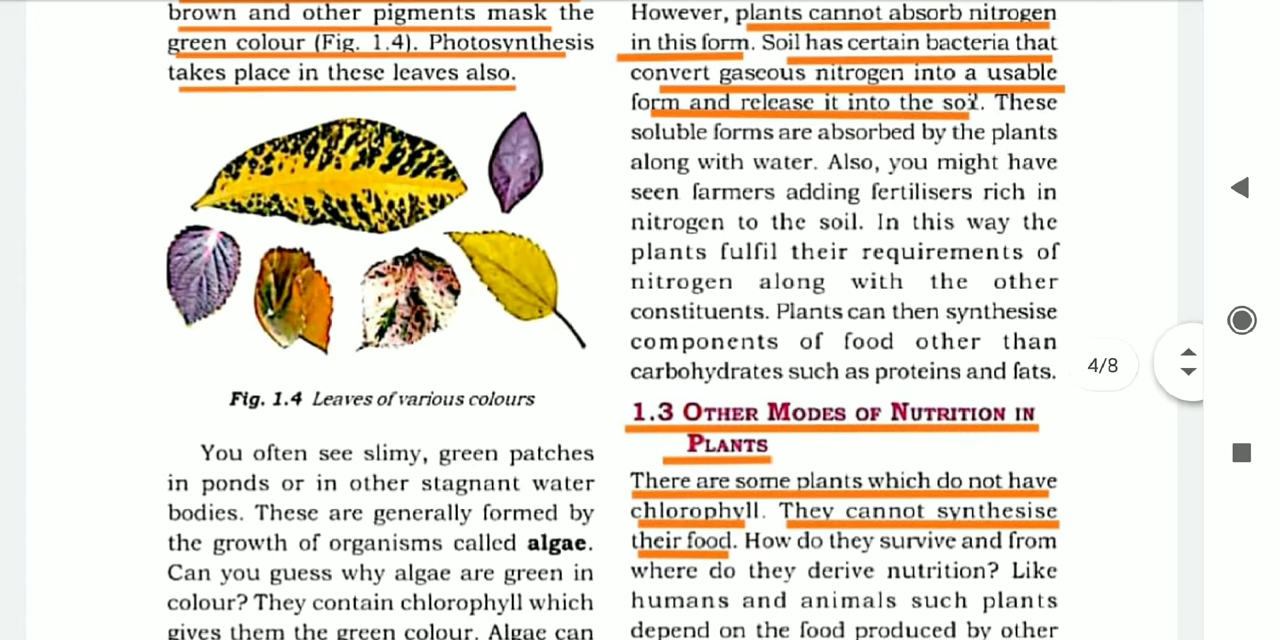 brown and other pigments mask the
green colour (Fig. 1.4). Photosynthesis
takes place in these leaves also.
Fig. 1.4 Leaves of various colours
You often see slimy, green patches
in ponds or in other stagnant water
bodies. These are generally formed by
the growth of organisms called algae.
Can you guess why algae are green in
colour? They contain chlorophyll which
gives them the green colour. Algae can
However, plants cannot absorb nitrogen
in this form. Soil has certain bacteria that
convert gaseous nitrogen into a usable
form and release it into the soil. These
soluble forms are absorbed by the plants
along with water. Also, you might have
seen farmers adding fertilisers rich in
nitrogen to the soil. In this way the
plants fulfil their requirements of
nitrogen along with the other
constituents. Plants can then synthesise
components of food other than
carbohydrates such as proteins and fats.
1.3 OTHER MODES OF NUTRITION IN
PLANTS
There are some plants which do not have
chlorophyll. They cannot synthesise
their food. How do they survive and from
where do they derive nutrition? Like
humans and animals such plants
depend on the food produced by other
4/8